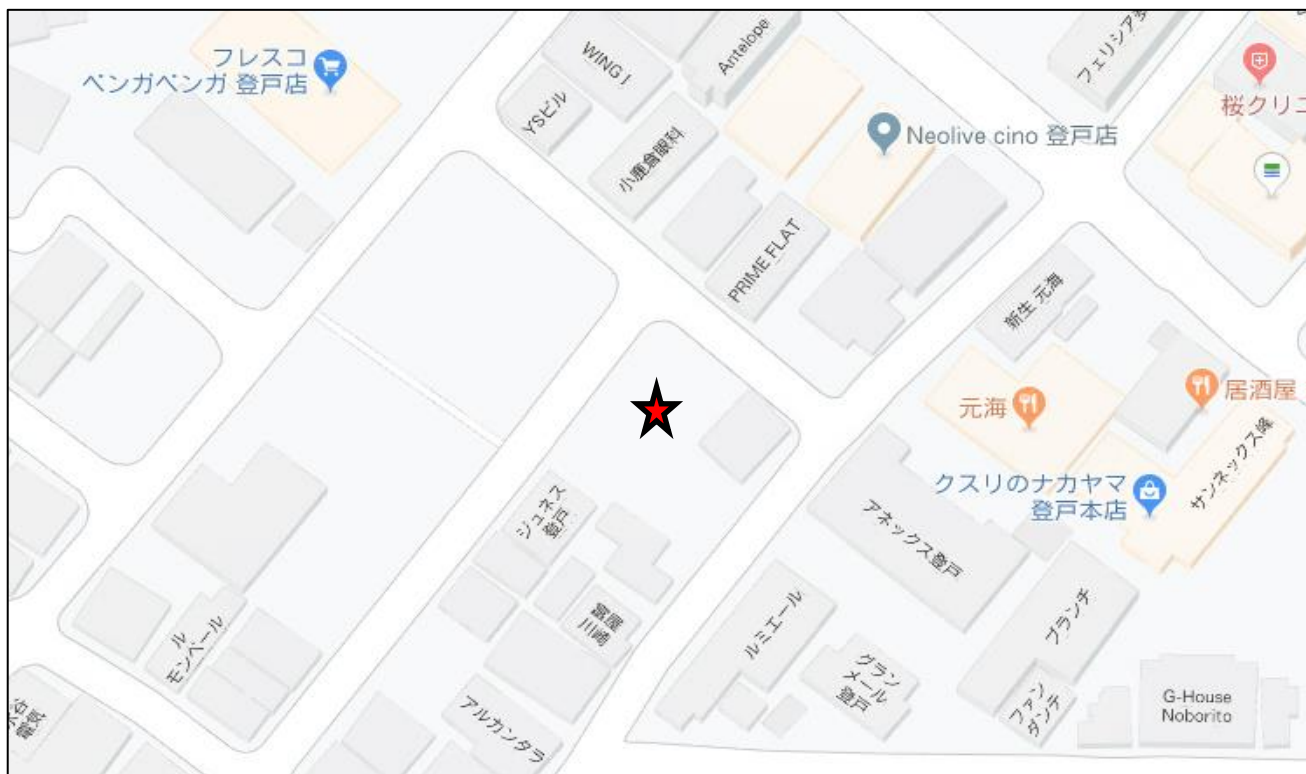 フレスコ
ベンガベンガ 登戸店
WING J
Antelope
フェリシア多
桜クリニ
YSビル
小鹿倉眼科
Neolive cino 登戸店
PRIME FLAT
新生 元海
元海
居酒屋
クスリのナカヤマ
登戸本店
サンネックス峰
アネックス登戸
ジュネス
登戸
富屋
川崎
ルミエール
ブランチ
グラン
メール
登戸
ファン
ダンテ
G-House
Noborito
ル
モンベール
アルカンタラ
電気